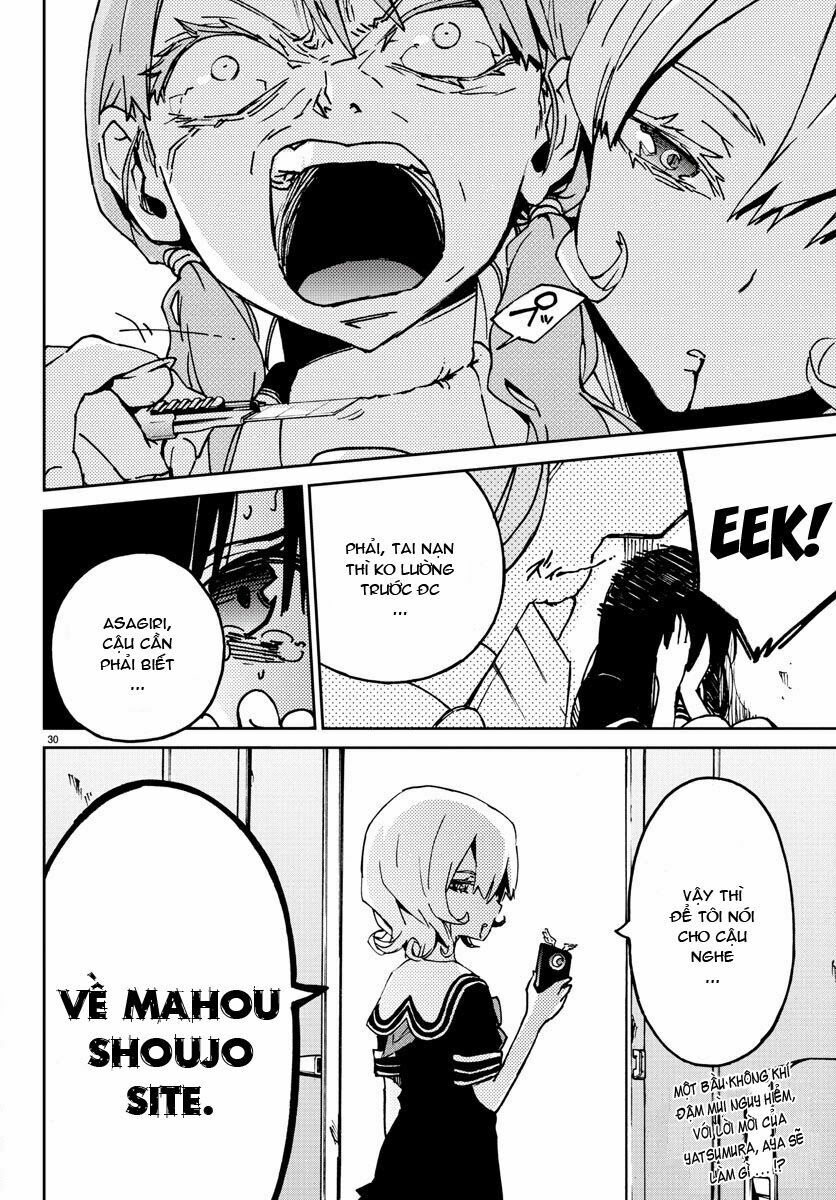 EEK!
PHẢI, TAI NẠN
THÌ KO LƯỜNG
TRƯỚC ĐC
...
ASAGIRI,
CẬU CẦN
PHẢI BIẾT
...
30
VẬY THÌ
ĐỂ TÔI NÓI
CHO CẬU
NGHE
...
VỀ MAHOU
SHOUJO
SITE.
MỘT BẦU KHÔNG KHÍ
ĐẬM MÙI NGUY HIỂM,
VỚI LỜI MỜI CỦA
YATSUMURA, AYA SẼ
LÀM GÌ ...!?